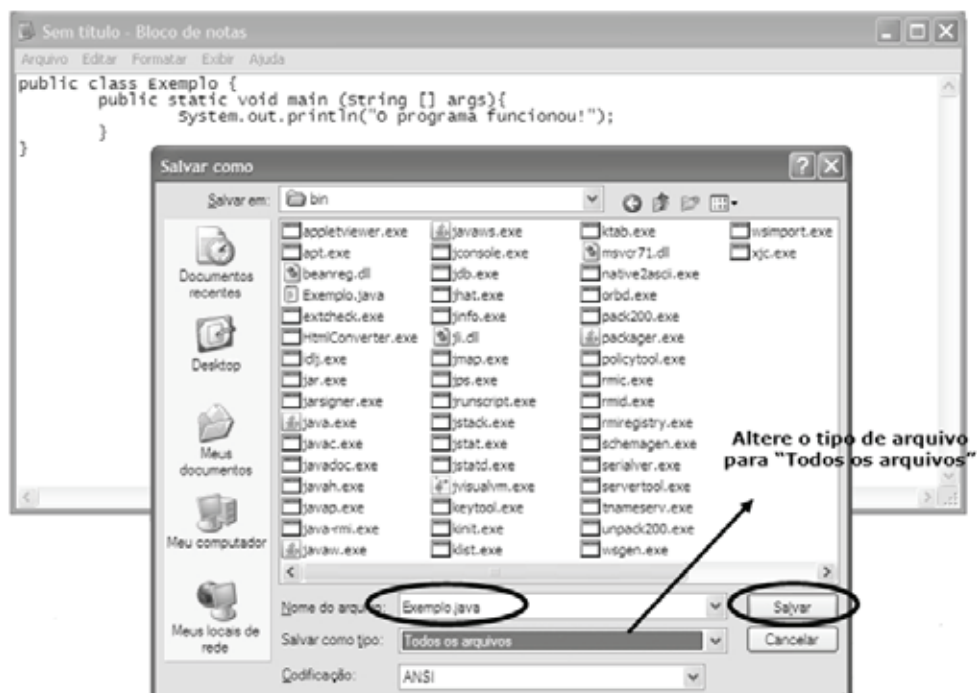 Sem título - Bloco de notas
Arquivo Editar Formatar Exibir Ajuda
public class Exemplo {
public static void main (String [] args){
System.out.println("O programa funcionou!");
}
}
Salvar como
Salvar em: bin
Documentos recentes
Desktop
Meus documentos
Meu computador
Meus locais de rede
appletviewer.exe
apt.exe
beanreg.dll
Exemplo.java
extcheck.exe
HtmlConverter.exe
idlj.exe
jar.exe
jarsigner.exe
java.exe
javac.exe
javadoc.exe
javah.exe
javap.exe
java-rmi.exe
javaw.exe
javaws.exe
jconsole.exe
jdb.exe
jhat.exe
jinfo.exe
jli.dll
jmap.exe
jps.exe
jrunscript.exe
jstack.exe
jstat.exe
jstatd.exe
jvisualvm.exe
keytool.exe
kinit.exe
klist.exe
ktab.exe
msvcr71.dll
native2ascii.exe
orbd.exe
pack200.exe
packager.exe
policytool.exe
rmic.exe
rmid.exe
rmiregistry.exe
schemagen.exe
serialver.exe
servertool.exe
tnameserv.exe
unpack200.exe
wsgen.exe
wsimport.exe
xjc.exe
Altere o tipo de arquivo
para "Todos os arquivos"
Nome do arquivo: Exemplo.java Salvar
Salvar como tipo: Todos os arquivos Cancelar
Codificação: ANSI